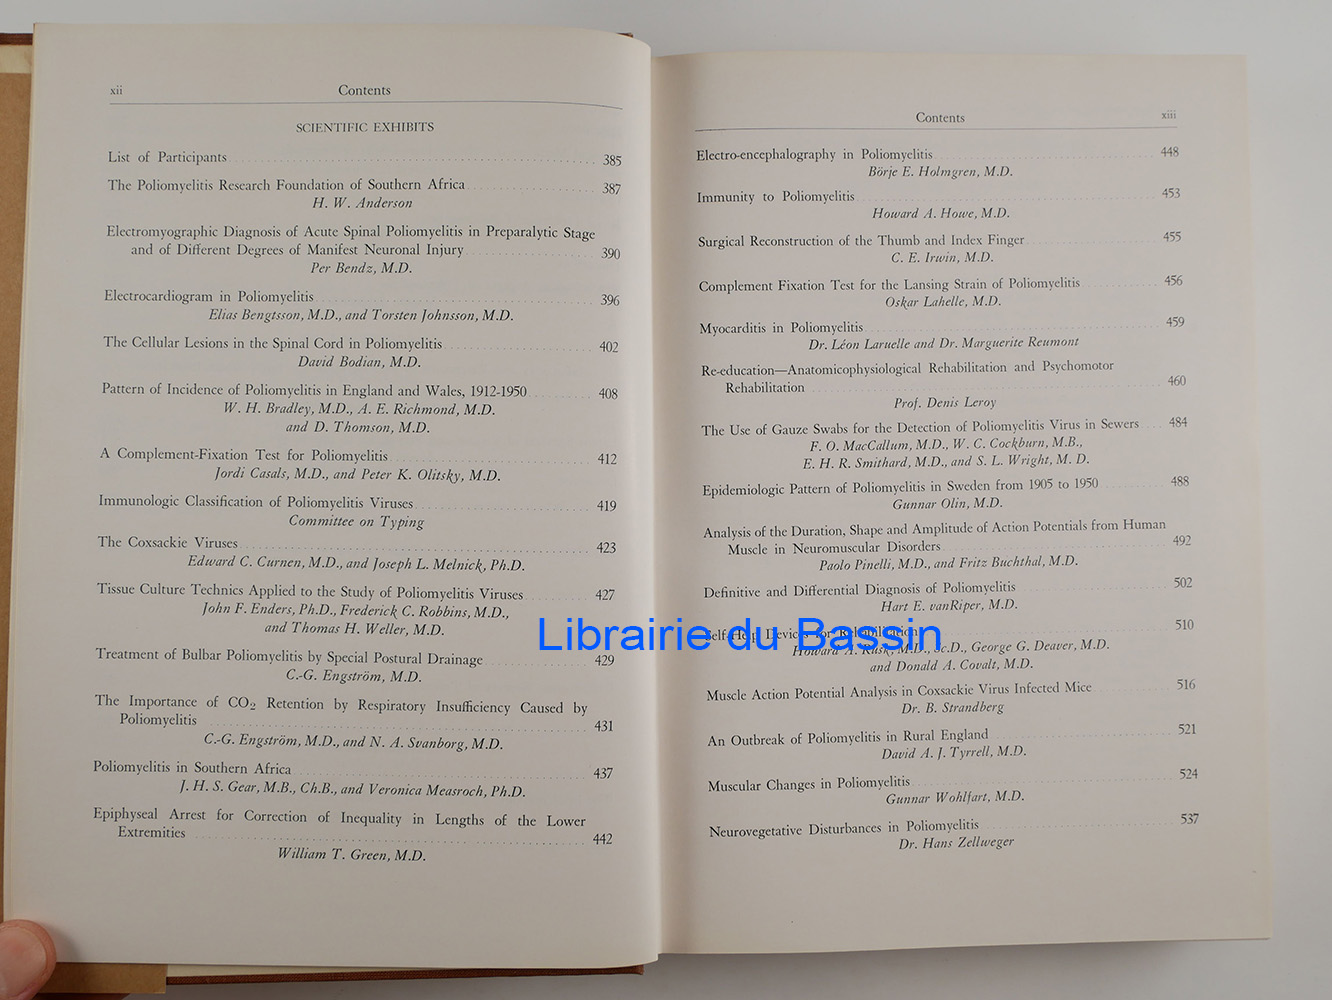 xii Contents
SCIENTIFIC EXHIBITS
List of Participants 385
The Poliomyelitis Research Foundation of Southern Africa 387
H. W. Anderson
Electromyographic Diagnosis of Acute Spinal Poliomyelitis in Preparalytic Stage
and of Different Degrees of Manifest Neuronal Injury 390
Per Bendz, M.D.
Electrocardiogram in Poliomyelitis 396
Elias Bengtsson, M.D., and Torsten Johnsson, M.D.
The Cellular Lesions in the Spinal Cord in Poliomyelitis 402
David Bodian, M.D.
Pattern of Incidence of Poliomyelitis in England and Wales, 1912-1950 408
W. H. Bradley, M.D., A. E. Richmond, M.D.
and D. Thomson, M.D.
A Complement-Fixation Test for Poliomyelitis 412
Jordi Casals, M.D., and Peter K. Olitsky, M.D.
Immunologic Classification of Poliomyelitis Viruses 419
Committee on Typing
The Coxsackie Viruses 423
Edward C. Curnen, M.D., and Joseph L. Melnick, Ph.D.
Tissue Culture Technics Applied to the Study of Poliomyelitis Viruses 427
John F. Enders, Ph.D., Frederick C. Robbins, M.D.,
and Thomas H. Weller, M.D.
Treatment of Bulbar Poliomyelitis by Special Postural Drainage 429
C.-G. Engström, M.D.
The Importance of CO2 Retention by Respiratory Insufficiency Caused by
Poliomyelitis 431
C.-G. Engström, M.D., and N. A. Svanborg, M.D.
Poliomyelitis in Southern Africa 437
J. H. S. Gear, M.B., Ch.B., and Veronica Measroch, Ph.D.
Epiphyseal Arrest for Correction of Inequality in Lengths of the Lower
Extremities 442
William T. Green, M.D.
Contents xiii
Electro-encephalography in Poliomyelitis 448
Börje E. Holmgren, M.D.
Immunity to Poliomyelitis 453
Howard A. Howe, M.D.
Surgical Reconstruction of the Thumb and Index Finger 455
C. E. Irwin, M.D.
Complement Fixation Test for the Lansing Strain of Poliomyelitis 456
Oskar Lahelle, M.D.
Myocarditis in Poliomyelitis 459
Dr. Léon Laruelle and Dr. Marguerite Reumont
Re-education—Anatomicophysiological Rehabilitation and Psychomotor
Rehabilitation 460
Prof. Denis Leroy
The Use of Gauze Swabs for the Detection of Poliomyelitis Virus in Sewers 484
F. O. MacCallum, M.D., W. C. Cockburn, M.B.,
E. H. R. Smithard, M.D., and S. L. Wright, M. D.
Epidemiologic Pattern of Poliomyelitis in Sweden from 1905 to 1950 488
Gunnar Olin, M.D.
Analysis of the Duration, Shape and Amplitude of Action Potentials from Human
Muscle in Neuromuscular Disorders 492
Paolo Pinelli, M.D., and Fritz Buchthal, M.D.
Definitive and Differential Diagnosis of Poliomyelitis 502
Hart E. vanRiper, M.D.
Self-Help Devices for Rehabilitation 510
Howard A. Rusk, M.D., Sc.D., George G. Deaver, M.D.
and Donald A. Covalt, M.D.
Muscle Action Potential Analysis in Coxsackie Virus Infected Mice 516
Dr. B. Strandberg
An Outbreak of Poliomyelitis in Rural England 521
David A. J. Tyrrell, M.D.
Muscular Changes in Poliomyelitis 524
Gunnar Wohlfart, M.D.
Neurovegetative Disturbances in Poliomyelitis 537
Dr. Hans Zellweger
Librairie du Bassin